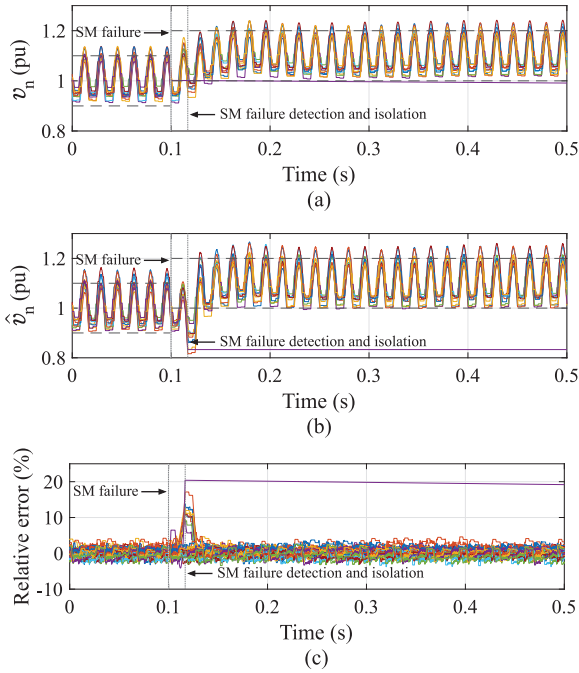 SM failure
SM failure detection and isolation
v_n (pu)
1.2
1
0.8
0
0.1
0.2
0.3
0.4
0.5
Time (s)
(a)
SM failure
SM failure detection and isolation
v̂_n (pu)
1.2
1
0.8
0
0.1
0.2
0.3
0.4
0.5
Time (s)
(b)
SM failure
SM failure detection and isolation
Relative error (%)
20
10
0
-10
0
0.1
0.2
0.3
0.4
0.5
Time (s)
(c)